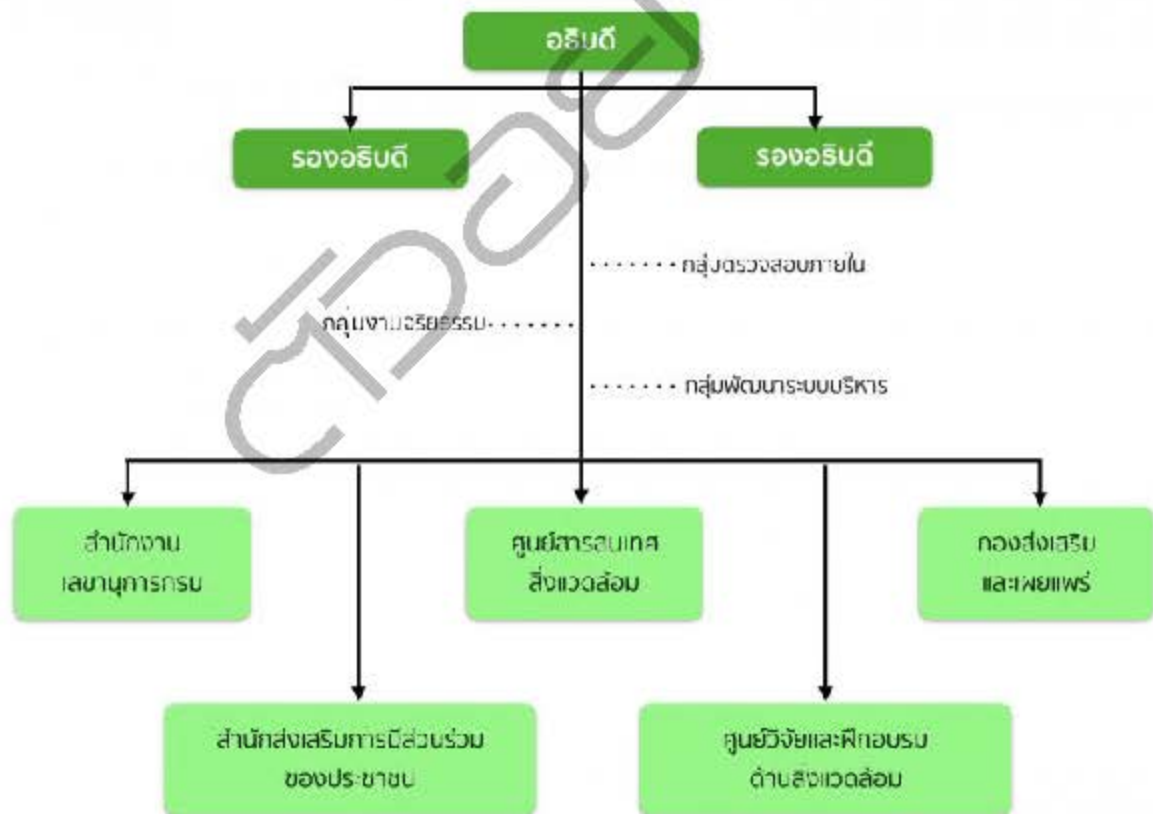 อธิบดี
รองอธิบดี
รองอธิบดี
กลุ่มตรวจสอบภายใน
กลุ่มงานจริยธรรม
กลุ่มพัฒนาระบบบริหาร
สำนักงาน
เลขานุการกรม
ศูนย์สารสนเทศ
สิ่งแวดล้อม
กองส่งเสริม
และเผยแพร่
สำนักส่งเสริมการมีส่วนร่วม
ของประชาชน
ศูนย์วิจัยและฝึกอบรม
ด้านสิ่งแวดล้อม